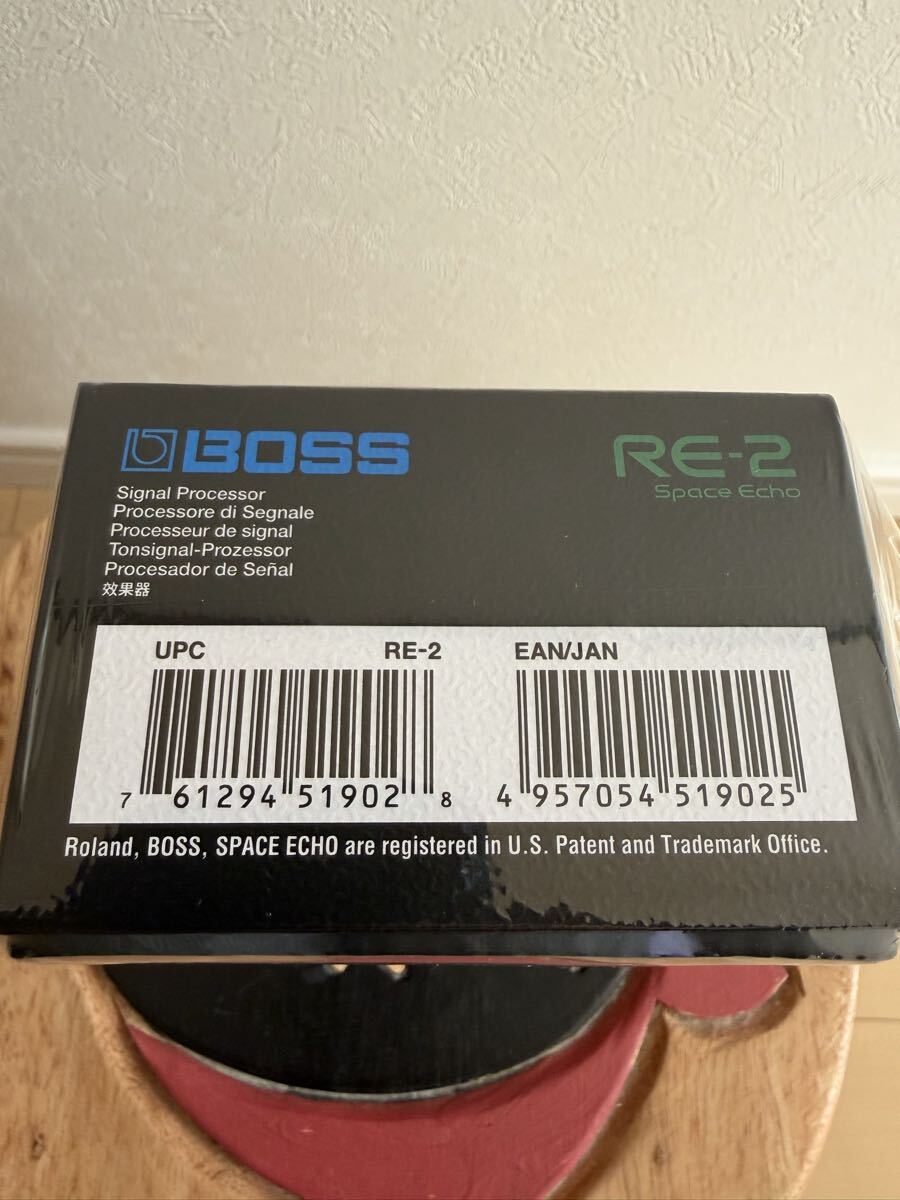 BOSS
RE-2
Space Echo
Signal Processor
Processore di Segnale
Processeur de signal
Tonsignal-Prozessor
Procesador de Señal
效果器
UPC RE-2 EAN/JAN
7 61294 51902 8 4 957054 519025
Roland, BOSS, SPACE ECHO are registered in U.S. Patent and Trademark Office.